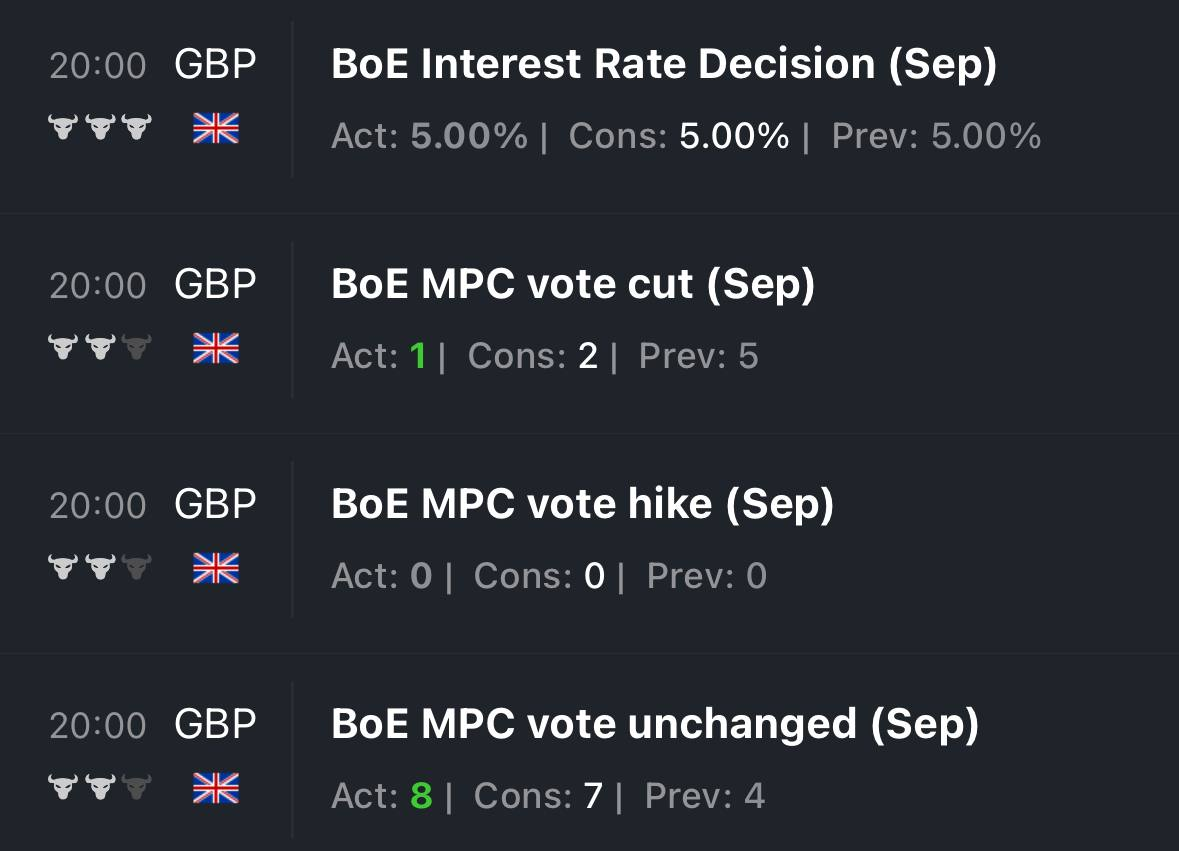 20:00 GBP BoE Interest Rate Decision (Sep)
Act: 5.00% | Cons: 5.00% | Prev: 5.00%
20:00 GBP BoE MPC vote cut (Sep)
Act: 1 | Cons: 2 | Prev: 5
20:00 GBP BoE MPC vote hike (Sep)
Act: 0 | Cons: 0 | Prev: 0
20:00 GBP BoE MPC vote unchanged (Sep)
Act: 8 | Cons: 7 | Prev: 4